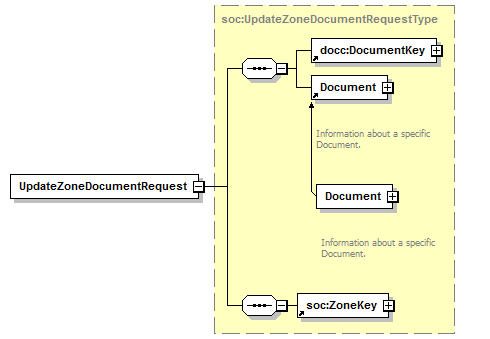 soc:UpdateZoneDocumentRequestType
docc:DocumentKey
Document
Information about a specific
Document.
UpdateZoneDocumentRequest
Document
Information about a specific
Document.
soc:ZoneKey